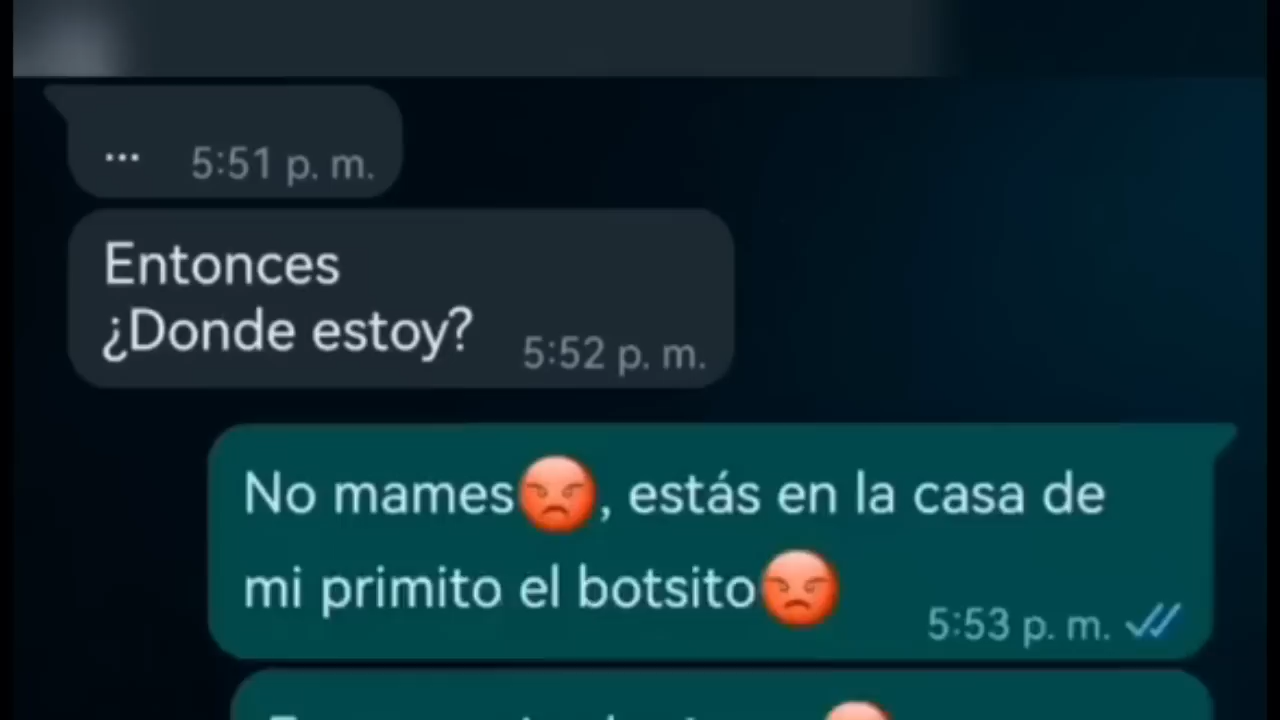 ... 5:51 p. m.
Entonces
¿Donde estoy? 5:52 p. m.
No mames😡, estás en la casa de
mi primito el botsito😡 5:53 p. m.